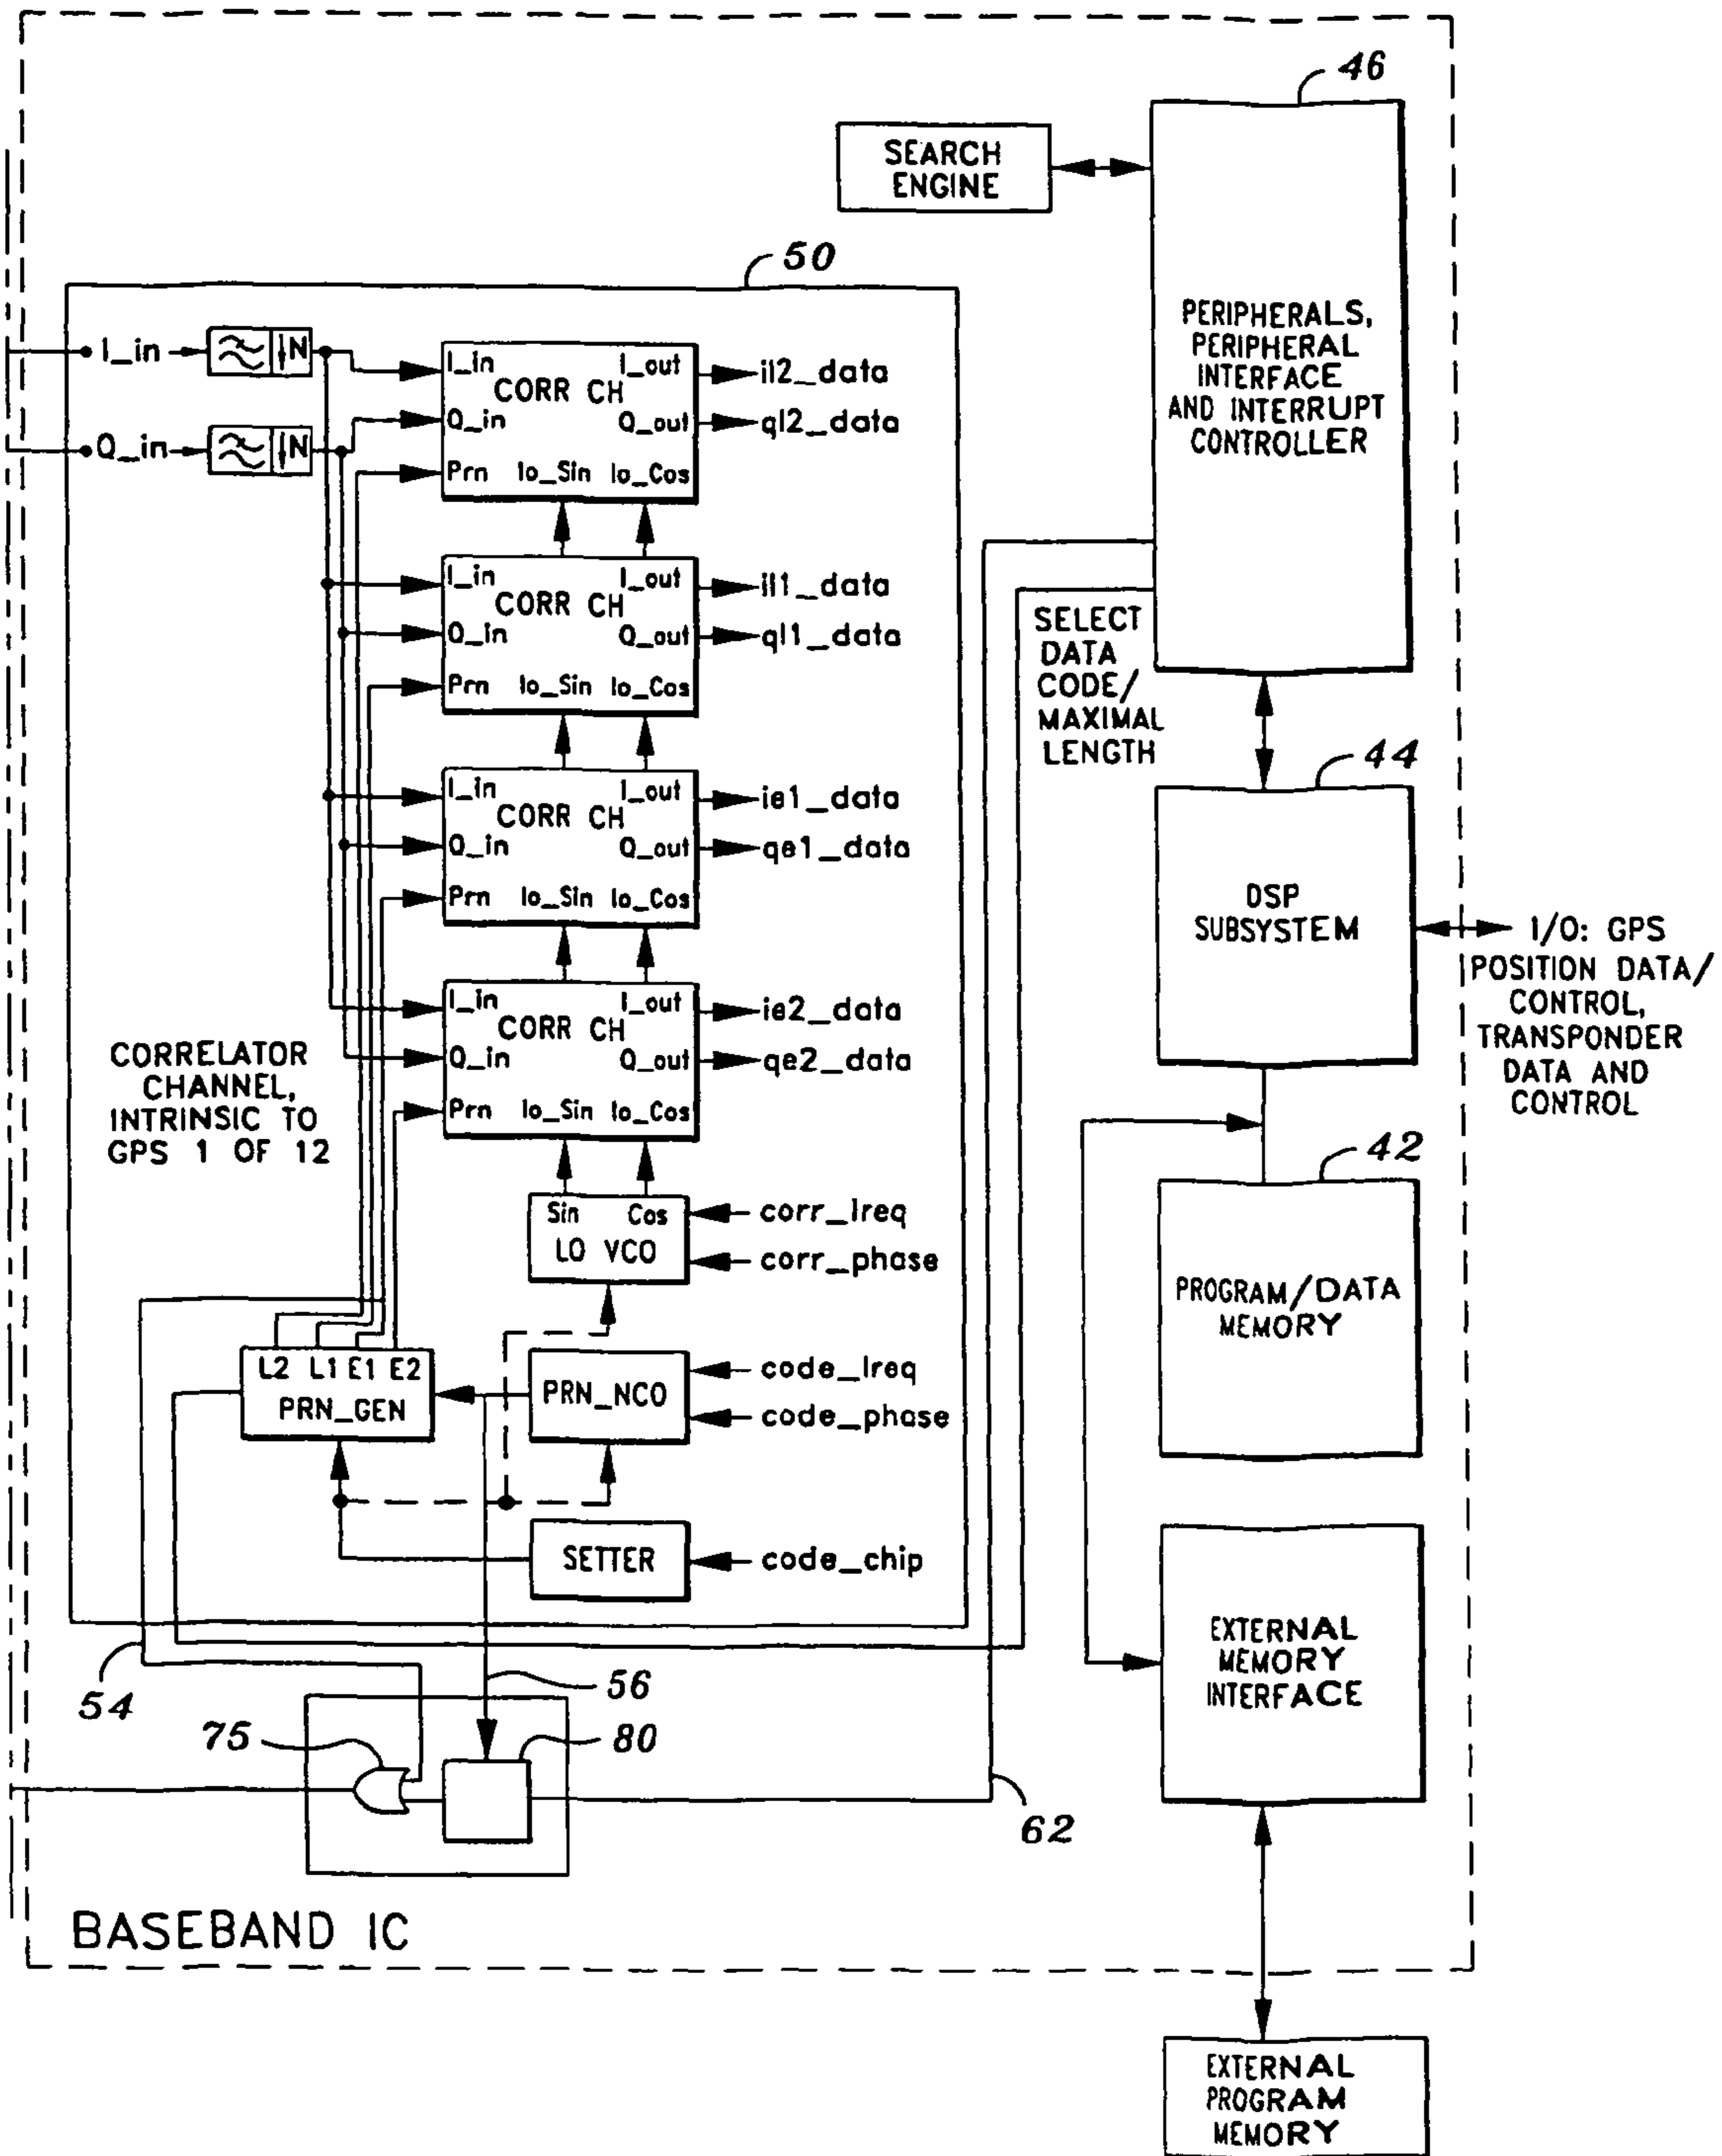 46
SEARCH
ENGINE
50
PERIPHERALS,
PERIPHERAL
INTERFACE
AND INTERRUPT
CONTROLLER
I_in
N
Q_in
N
I_in
I_out
CORR CH
Q_in
Q_out
Prn
lo_Sin
lo_Cos
il2_data
ql2_data
I_in
I_out
CORR CH
Q_in
Q_out
Prn
lo_Sin
lo_Cos
il1_data
ql1_data
SELECT
DATA
CODE/
MAXIMAL
LENGTH
44
I_in
I_out
CORR CH
Q_in
Q_out
Prn
lo_Sin
lo_Cos
ie1_data
qe1_data
DSP
SUBSYSTEM
I/O: GPS
POSITION DATA/
CONTROL,
TRANSPONDER
DATA AND
CONTROL
I_in
I_out
CORR CH
Q_in
Q_out
Prn
lo_Sin
lo_Cos
ie2_data
qe2_data
CORRELATOR
CHANNEL,
INTRINSIC TO
GPS 1 OF 12
42
Sin
Cos
LO VCO
corr_freq
corr_phase
PROGRAM/DATA
MEMORY
L2 L1 E1 E2
PRN_GEN
PRN_NCO
code_freq
code_phase
SETTER
code_chip
EXTERNAL
MEMORY
INTERFACE
54
56
75
80
62
BASEBAND IC
EXTERNAL
PROGRAM
MEMORY